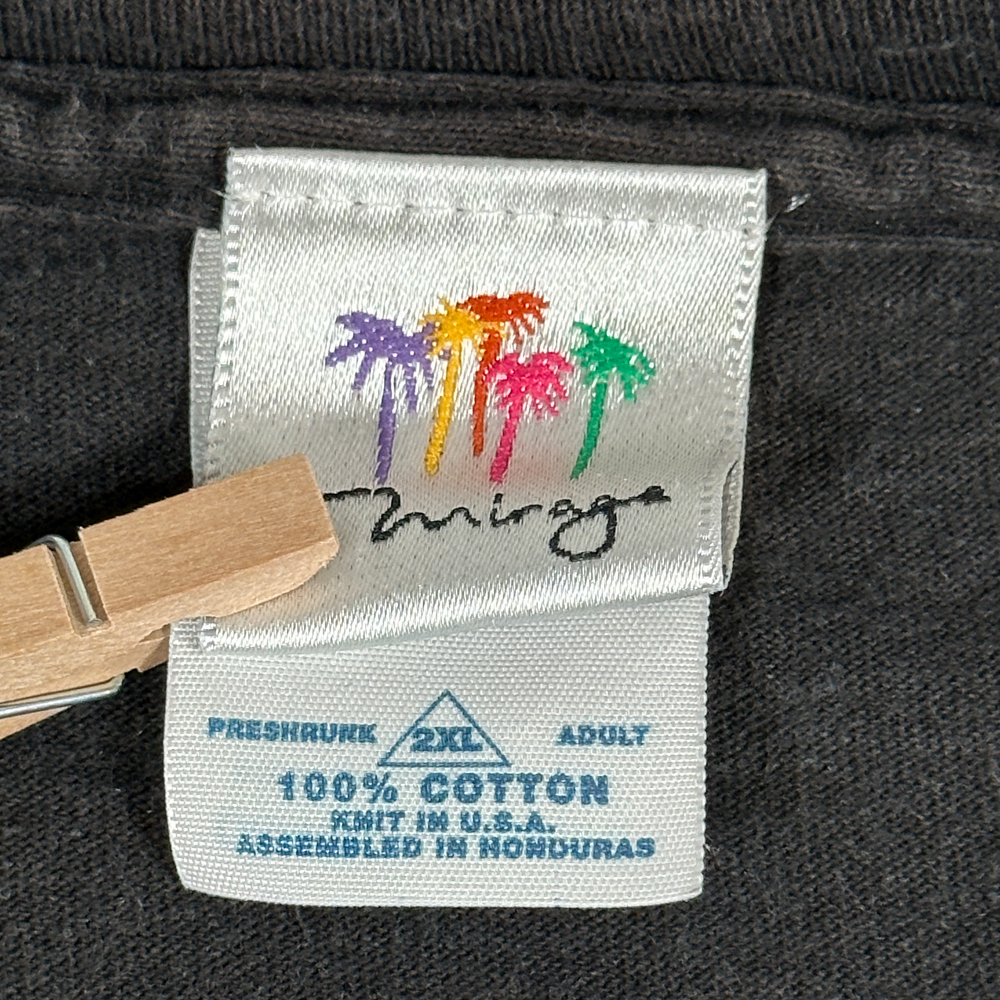 Mirage
PRESHRUNK 2XL ADULT
100% COTTON
KNIT IN U.S.A.
ASSEMBLED IN HONDURAS